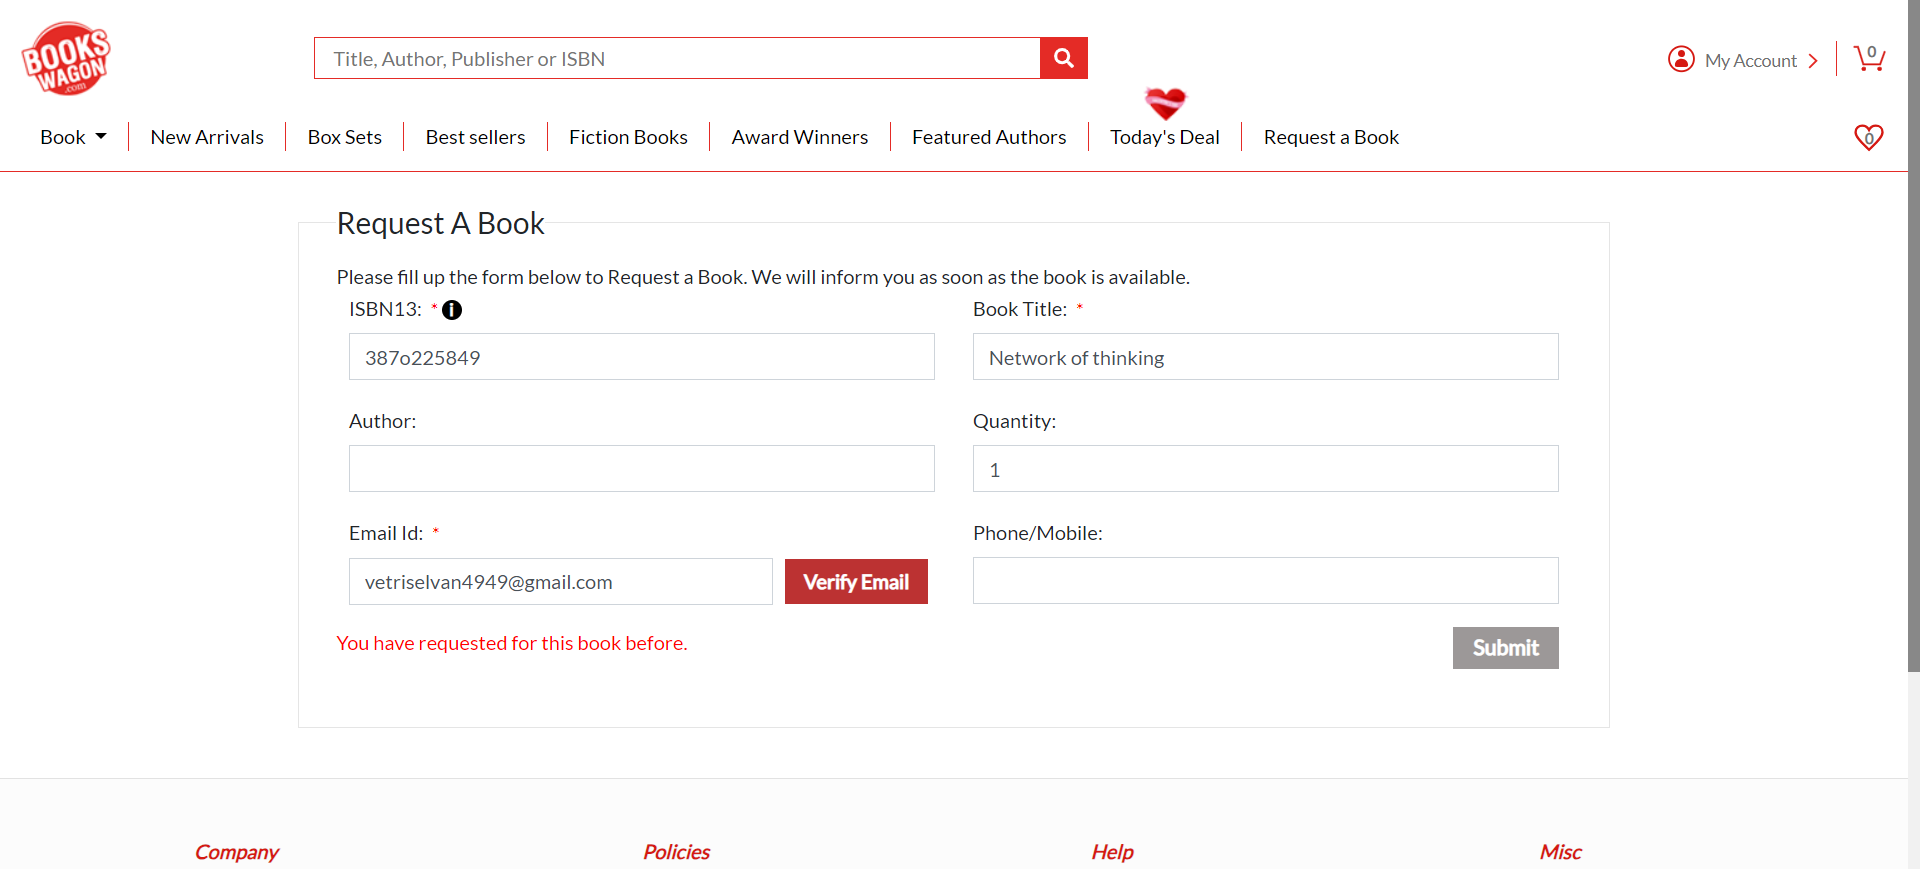 BOOKS
WAGON
.com
Title, Author, Publisher or ISBN
My Account
0
Book
New Arrivals
Box Sets
Best sellers
Fiction Books
Award Winners
Featured Authors
Today's Deal
Request a Book
0
Request A Book
Please fill up the form below to Request a Book. We will inform you as soon as the book is available.
ISBN13: * i
Book Title: *
387o225849
Network of thinking
Author:
Quantity:
1
Email Id: *
Phone/Mobile:
vetriselvan4949@gmail.com
Verify Email
You have requested for this book before.
Submit
Company
Policies
Help
Misc